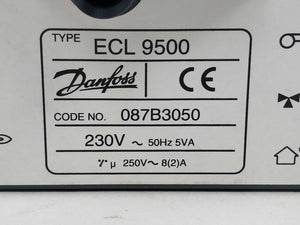 TYPE ECL 9500
Danfoss CE
CODE NO. 087B3050
230V ~ 50Hz 5VA
µ 250V~ 8(2)A